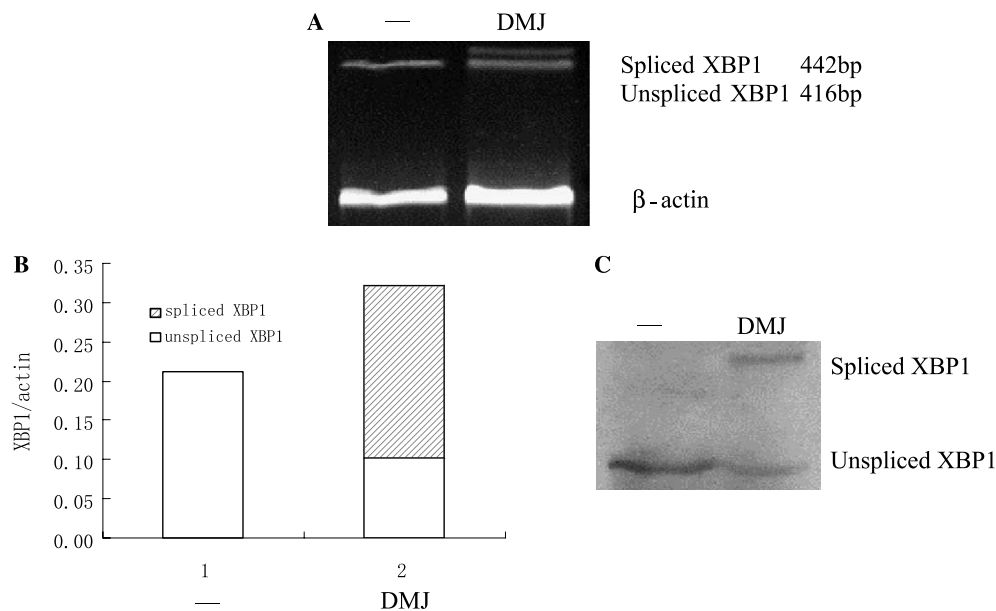 A
— DMJ
Spliced XBP1 442bp
Unspliced XBP1 416bp
β-actin
B
0.35
0.30
0.25
0.20
0.15
0.10
0.05
0.00
XBP1/actin
spliced XBP1
unspliced XBP1
1 2
— DMJ
C
— DMJ
Spliced XBP1
Unspliced XBP1